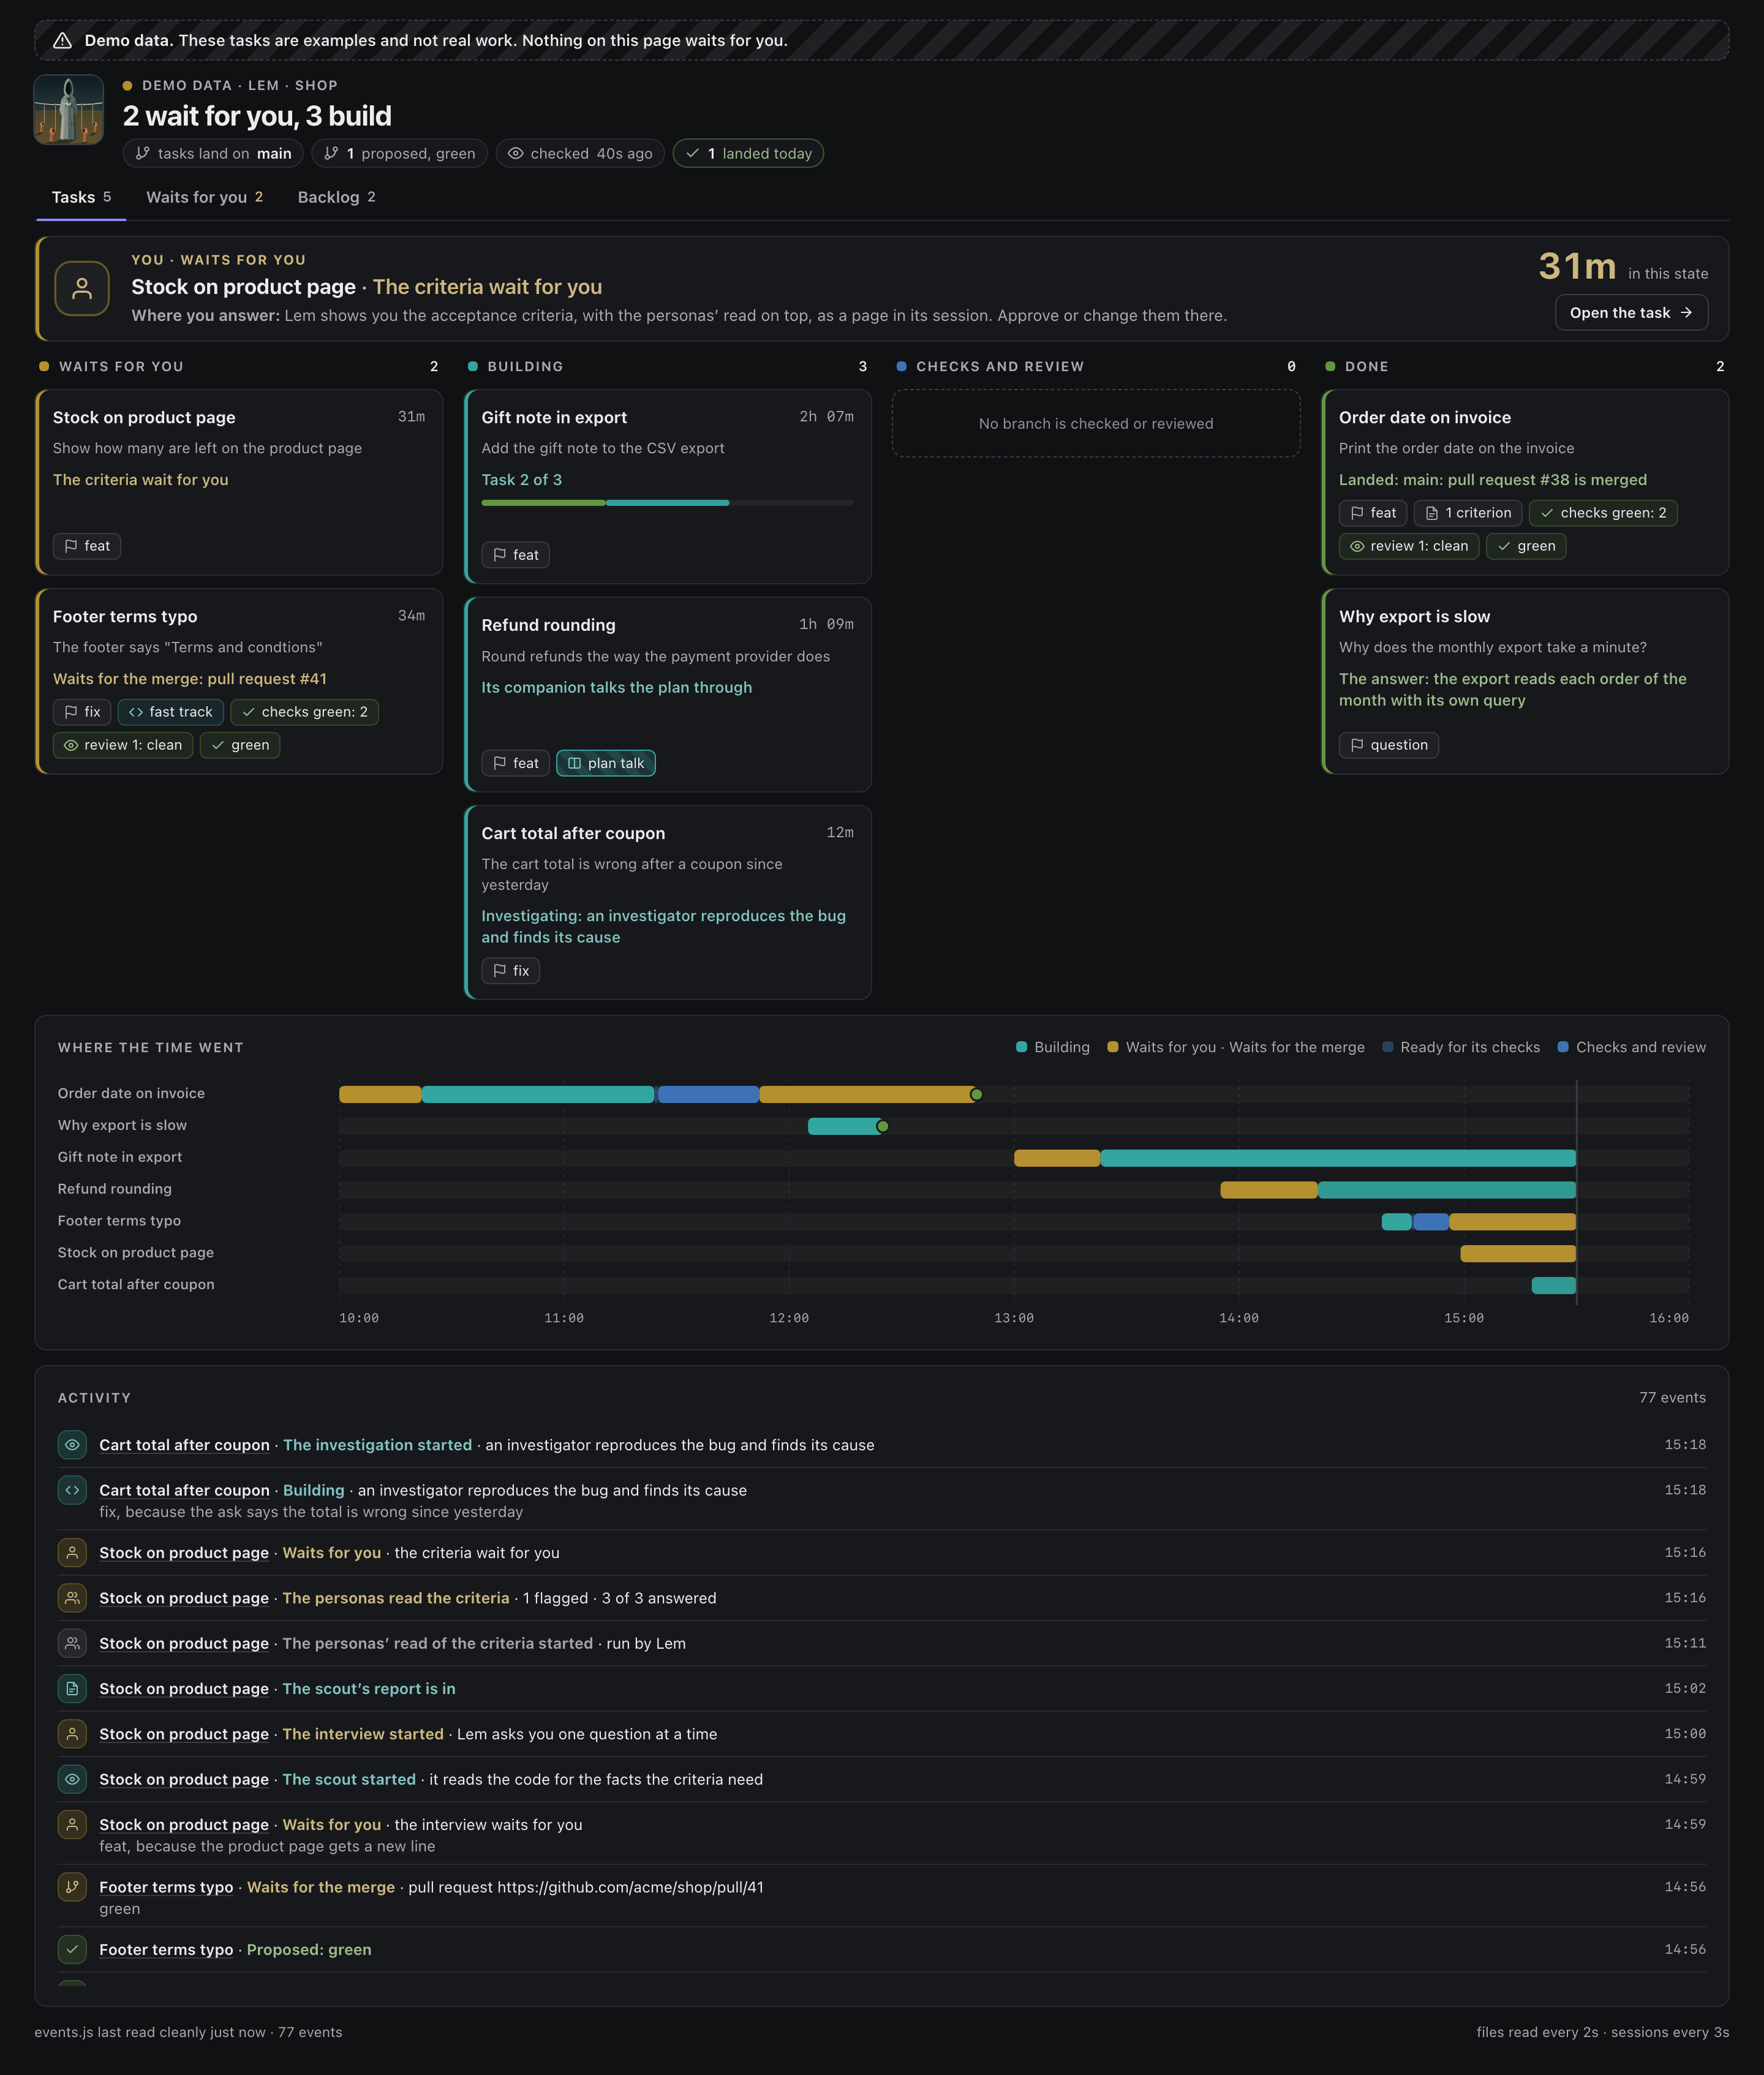 Demo data. These tasks are examples and not real work. Nothing on this page waits for you.
DEMO DATA · LEM · SHOP
2 wait for you, 3 build
tasks land on main
1 proposed, green
checked 40s ago
1 landed today
Tasks 5
Waits for you 2
Backlog 2
YOU · WAITS FOR YOU
Stock on product page · The criteria wait for you
Where you answer: Lem shows you the acceptance criteria, with the personas’ read on top, as a page in its session. Approve or change them there.
31m in this state
Open the task →
WAITS FOR YOU 2
Stock on product page 31m
Show how many are left on the product page
The criteria wait for you
feat
Footer terms typo 34m
The footer says "Terms and condtions"
Waits for the merge: pull request #41
fix
fast track
checks green: 2
review 1: clean
green
BUILDING 3
Gift note in export 2h 07m
Add the gift note to the CSV export
Task 2 of 3
feat
Refund rounding 1h 09m
Round refunds the way the payment provider does
Its companion talks the plan through
feat
plan talk
Cart total after coupon 12m
The cart total is wrong after a coupon since
yesterday
Investigating: an investigator reproduces the bug
and finds its cause
fix
CHECKS AND REVIEW 0
No branch is checked or reviewed
DONE 2
Order date on invoice
Print the order date on the invoice
Landed: main: pull request #38 is merged
feat
1 criterion
checks green: 2
review 1: clean
green
Why export is slow
Why does the monthly export take a minute?
The answer: the export reads each order of the
month with its own query
question
WHERE THE TIME WENT
Building
Waits for you · Waits for the merge
Ready for its checks
Checks and review
Order date on invoice
Why export is slow
Gift note in export
Refund rounding
Footer terms typo
Stock on product page
Cart total after coupon
10:00 11:00 12:00 13:00 14:00 15:00 16:00
ACTIVITY
77 events
Cart total after coupon · The investigation started · an investigator reproduces the bug and finds its cause 15:18
Cart total after coupon · Building · an investigator reproduces the bug and finds its cause 15:18
fix, because the ask says the total is wrong since yesterday
Stock on product page · Waits for you · the criteria wait for you 15:16
Stock on product page · The personas read the criteria · 1 flagged · 3 of 3 answered 15:16
Stock on product page · The personas’ read of the criteria started · run by Lem 15:11
Stock on product page · The scout’s report is in 15:02
Stock on product page · The interview started · Lem asks you one question at a time 15:00
Stock on product page · The scout started · it reads the code for the facts the criteria need 14:59
Stock on product page · Waits for you · the interview waits for you 14:59
feat, because the product page gets a new line
Footer terms typo · Waits for the merge · pull request https://github.com/acme/shop/pull/41 14:56
green
Footer terms typo · Proposed: green 14:56
events.js last read cleanly just now · 77 events
files read every 2s · sessions every 3s